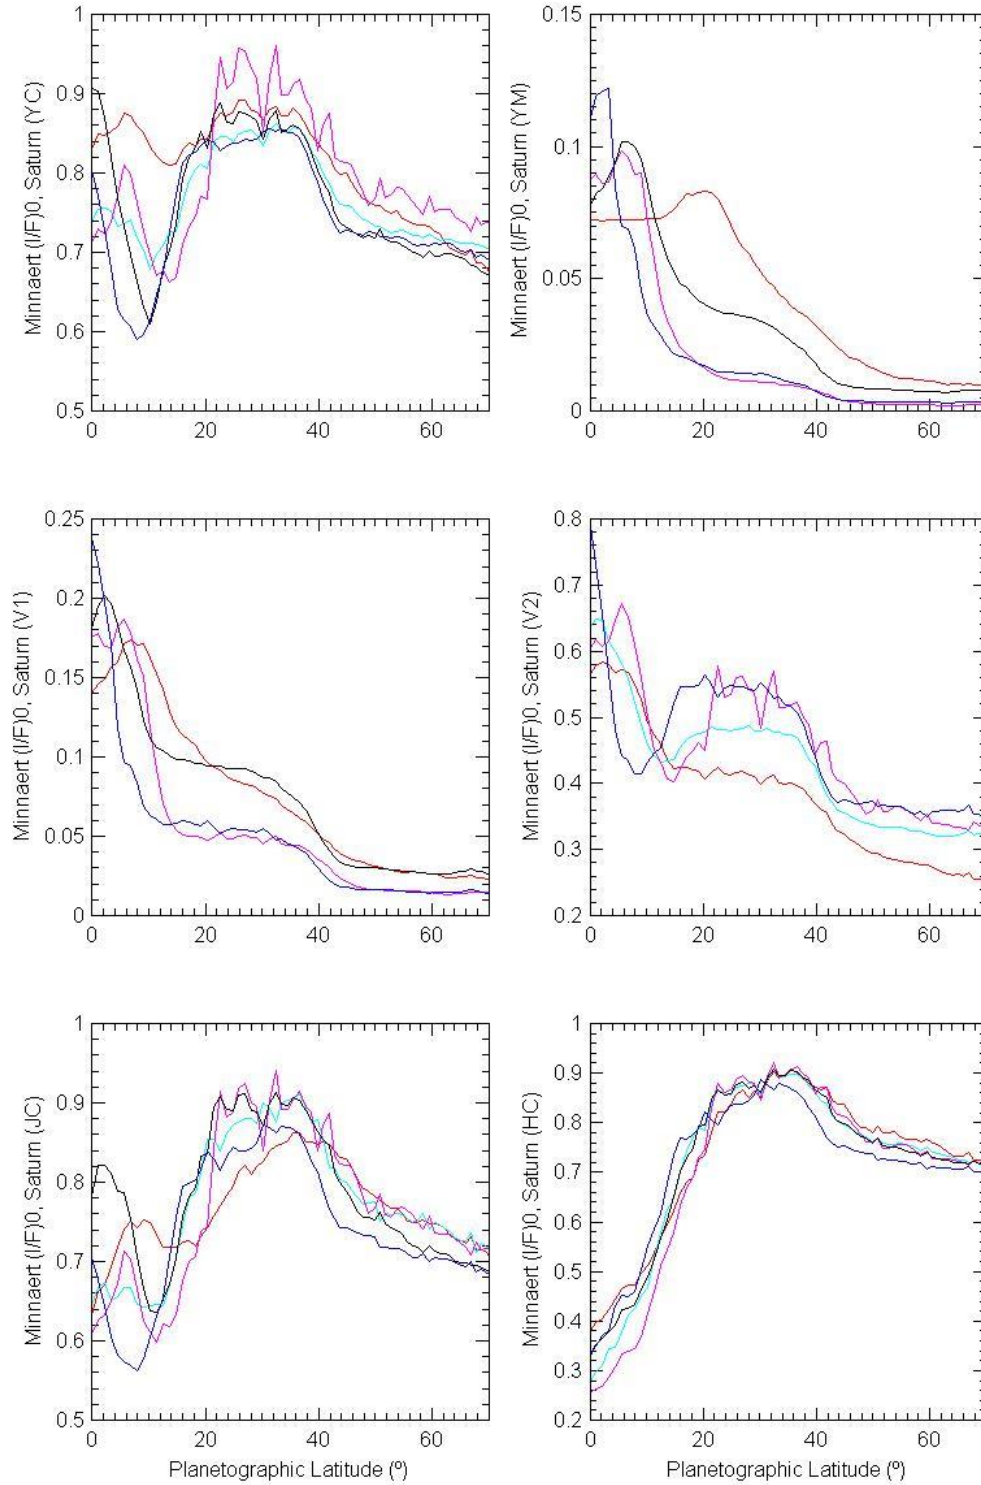 1
0.9
0.8
0.7
0.6
0.5
0 20 40 60
Minnaert (I/F)0, Saturn (YC)
0.15
0.1
0.05
0
0 20 40 60
Minnaert (I/F)0, Saturn (YM)
0.25
0.2
0.15
0.1
0.05
0
0 20 40 60
Minnaert (I/F)0, Saturn (V1)
0.8
0.7
0.6
0.5
0.4
0.3
0.2
0 20 40 60
Minnaert (I/F)0, Saturn (V2)
1
0.9
0.8
0.7
0.6
0.5
0 20 40 60
Minnaert (I/F)0, Saturn (JC)
Planetographic Latitude (º)
1
0.9
0.8
0.7
0.6
0.5
0.4
0.3
0.2
0 20 40 60
Minnaert (I/F)0, Saturn (HC)
Planetographic Latitude (º)